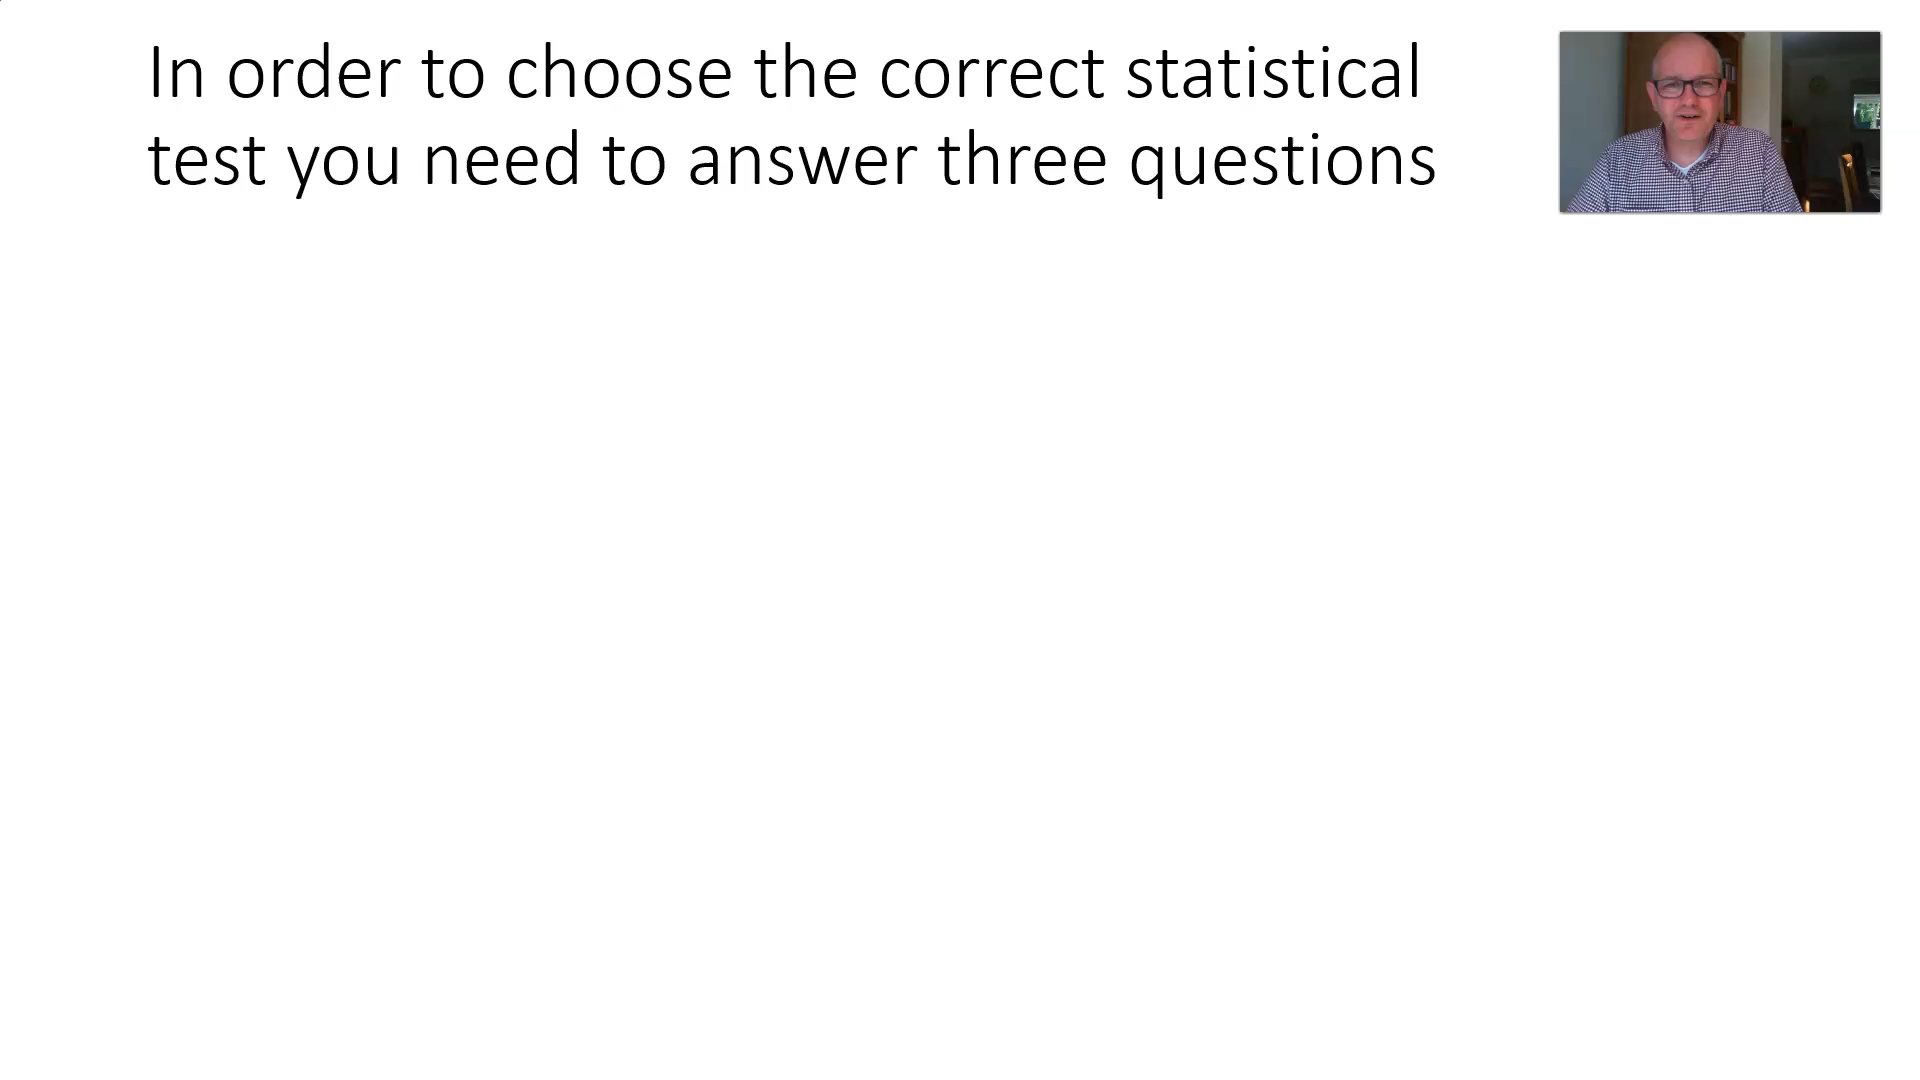 In order to choose the correct statistical
test you need to answer three questions